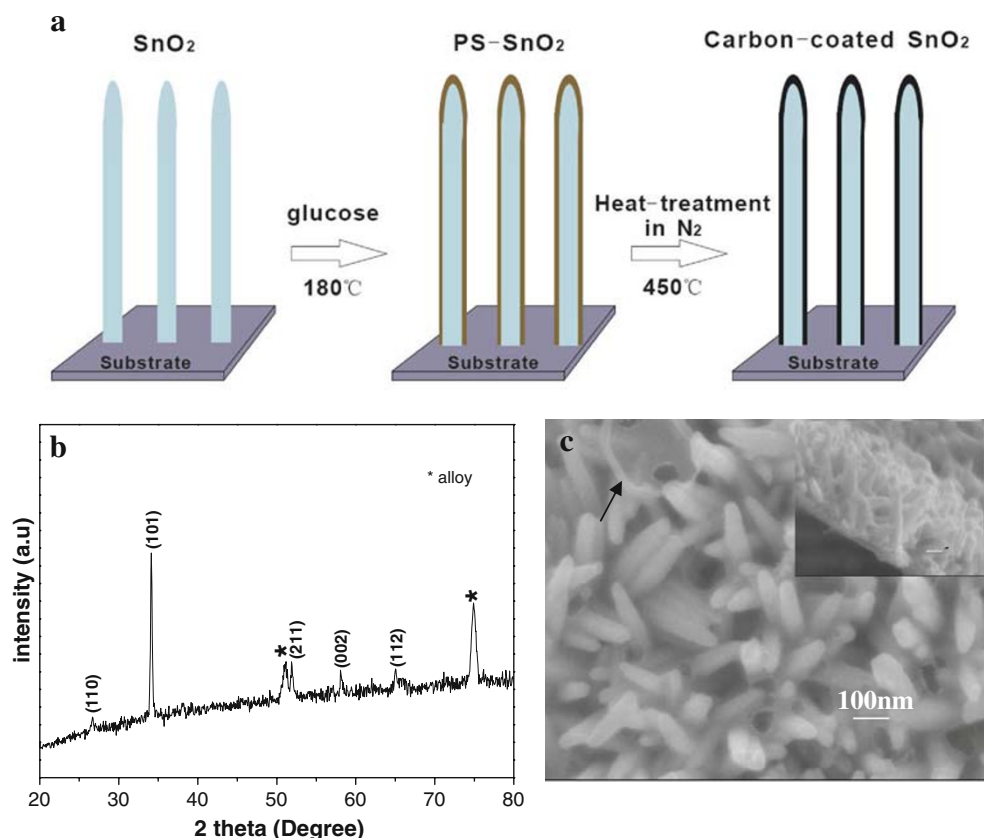 a
SnO₂
PS-SnO₂
Carbon-coated SnO₂
glucose
180℃
Heat-treatment
in N₂
450℃
Substrate
Substrate
Substrate
b
* alloy
intensity (a.u)
(110)
(101)
*
(211)
(002)
(112)
*
20 30 40 50 60 70 80
2 theta (Degree)
c
100nm